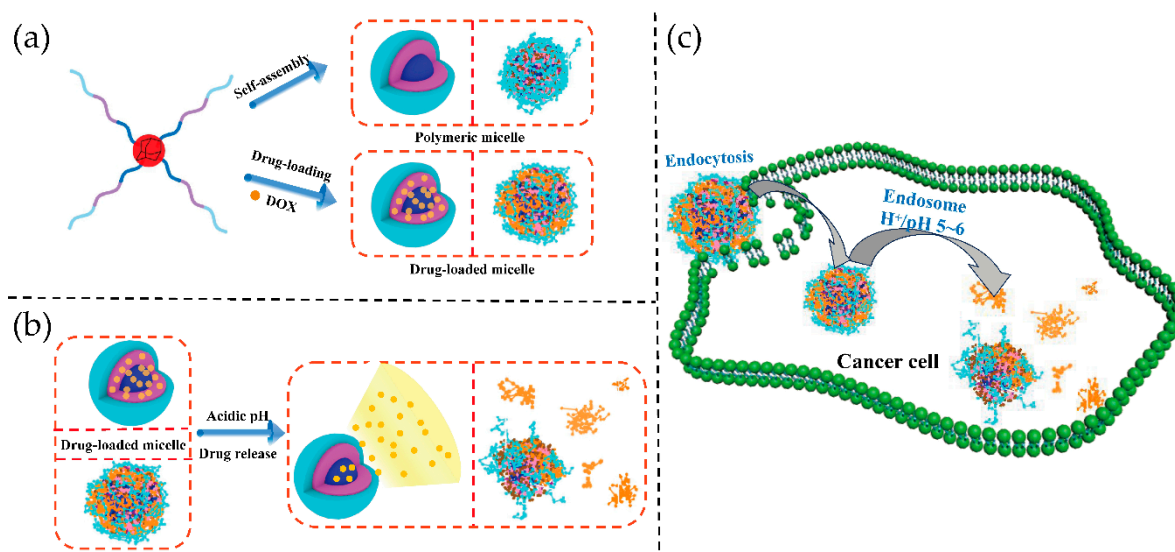 (a)
Self-assembly
Polymeric micelle
Drug-loading
DOX
Drug-loaded micelle
(b)
Drug-loaded micelle
Acidic pH
Drug release
(c)
Endocytosis
Endosome
H⁺/pH 5~6
Cancer cell